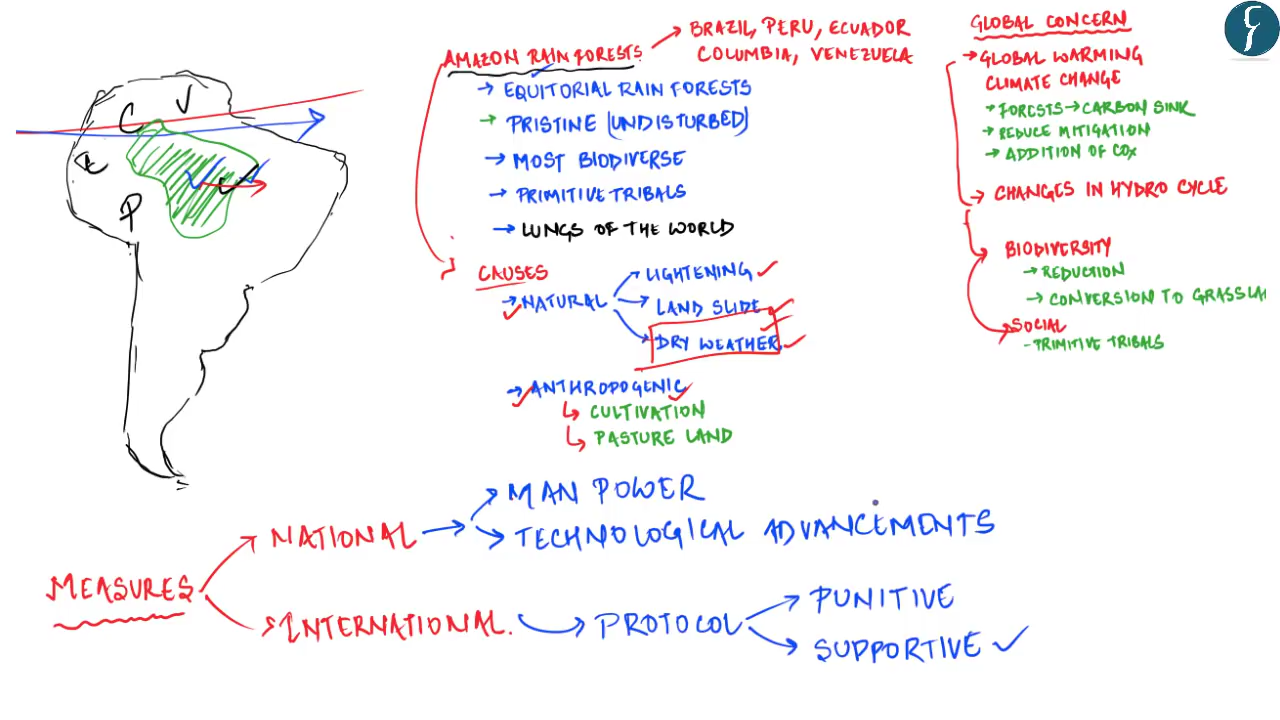 C
V
E
P
AMAZON RAIN FORESTS
BRAZIL, PERU, ECUADOR
COLUMBIA, VENEZUELA
EQUITORIAL RAIN FORESTS
PRISTINE (UNDISTURBED)
MOST BIODIVERSE
PRIMITIVE TRIBALS
LUNGS OF THE WORLD
CAUSES
NATURAL
LIGHTENING
LAND SLIDE
DRY WEATHER
ANTHROPOGENIC
CULTIVATION
PASTURE LAND
GLOBAL CONCERN
GLOBAL WARMING
CLIMATE CHANGE
FORESTS → CARBON SINK
REDUCE MITIGATION
ADDITION OF COx
CHANGES IN HYDRO CYCLE
BIODIVERSITY
REDUCTION
CONVERSION TO GRASSLA
SOCIAL
- PRIMITIVE TRIBALS
MEASURES
NATIONAL
MAN POWER
TECHNOLOGICAL ADVANCEMENTS
INTERNATIONAL.
PROTOCOL
PUNITIVE
SUPPORTIVE